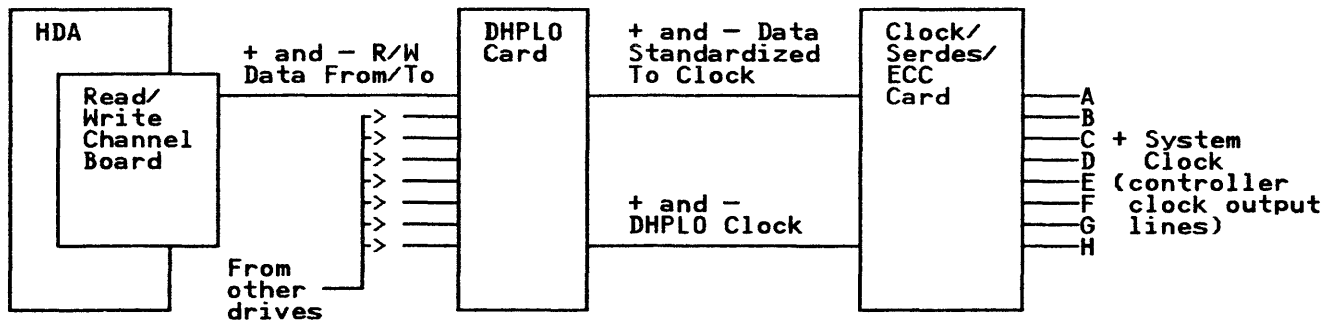 HDA
Read/
Write
Channel
Board
+ and — R/W
Data From/To
> 
>
>
>
>
>
>
From
other
drives
DHPLO
Card
+ and — Data
Standardized
To Clock
+ and —
DHPLO Clock
Clock/
Serdes/
ECC
Card
A
B
C
D
E
F
G
H
+ System
Clock
(controller
clock output
lines)